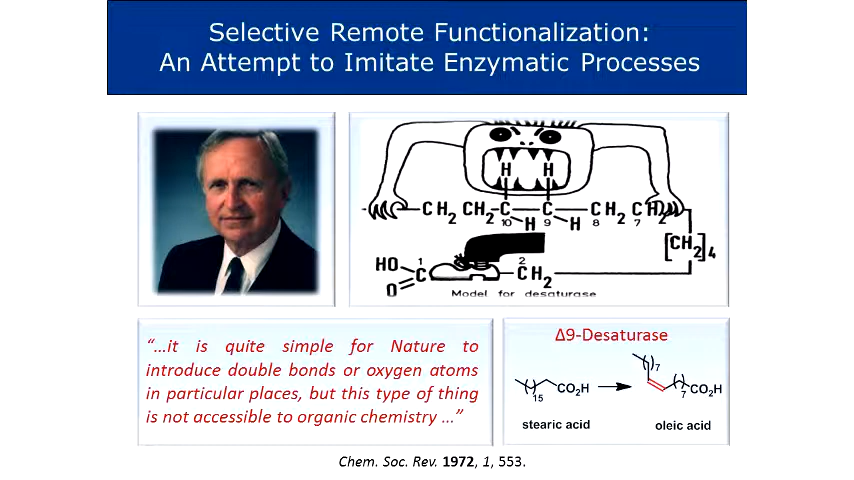 Selective Remote Functionalization:
An Attempt to Imitate Enzymatic Processes
H H
CH2 CH2 C C CH2 CH2
10 H 9 H 8 7
[CH2]4
HO 1 2
C CH2
O
Model for desaturase
“…it is quite simple for Nature to
introduce double bonds or oxygen atoms
in particular places, but this type of thing
is not accessible to organic chemistry …”
Δ9-Desaturase
( )15 CO2H
( )7
( )7 CO2H
stearic acid oleic acid
Chem. Soc. Rev. 1972, 1, 553.